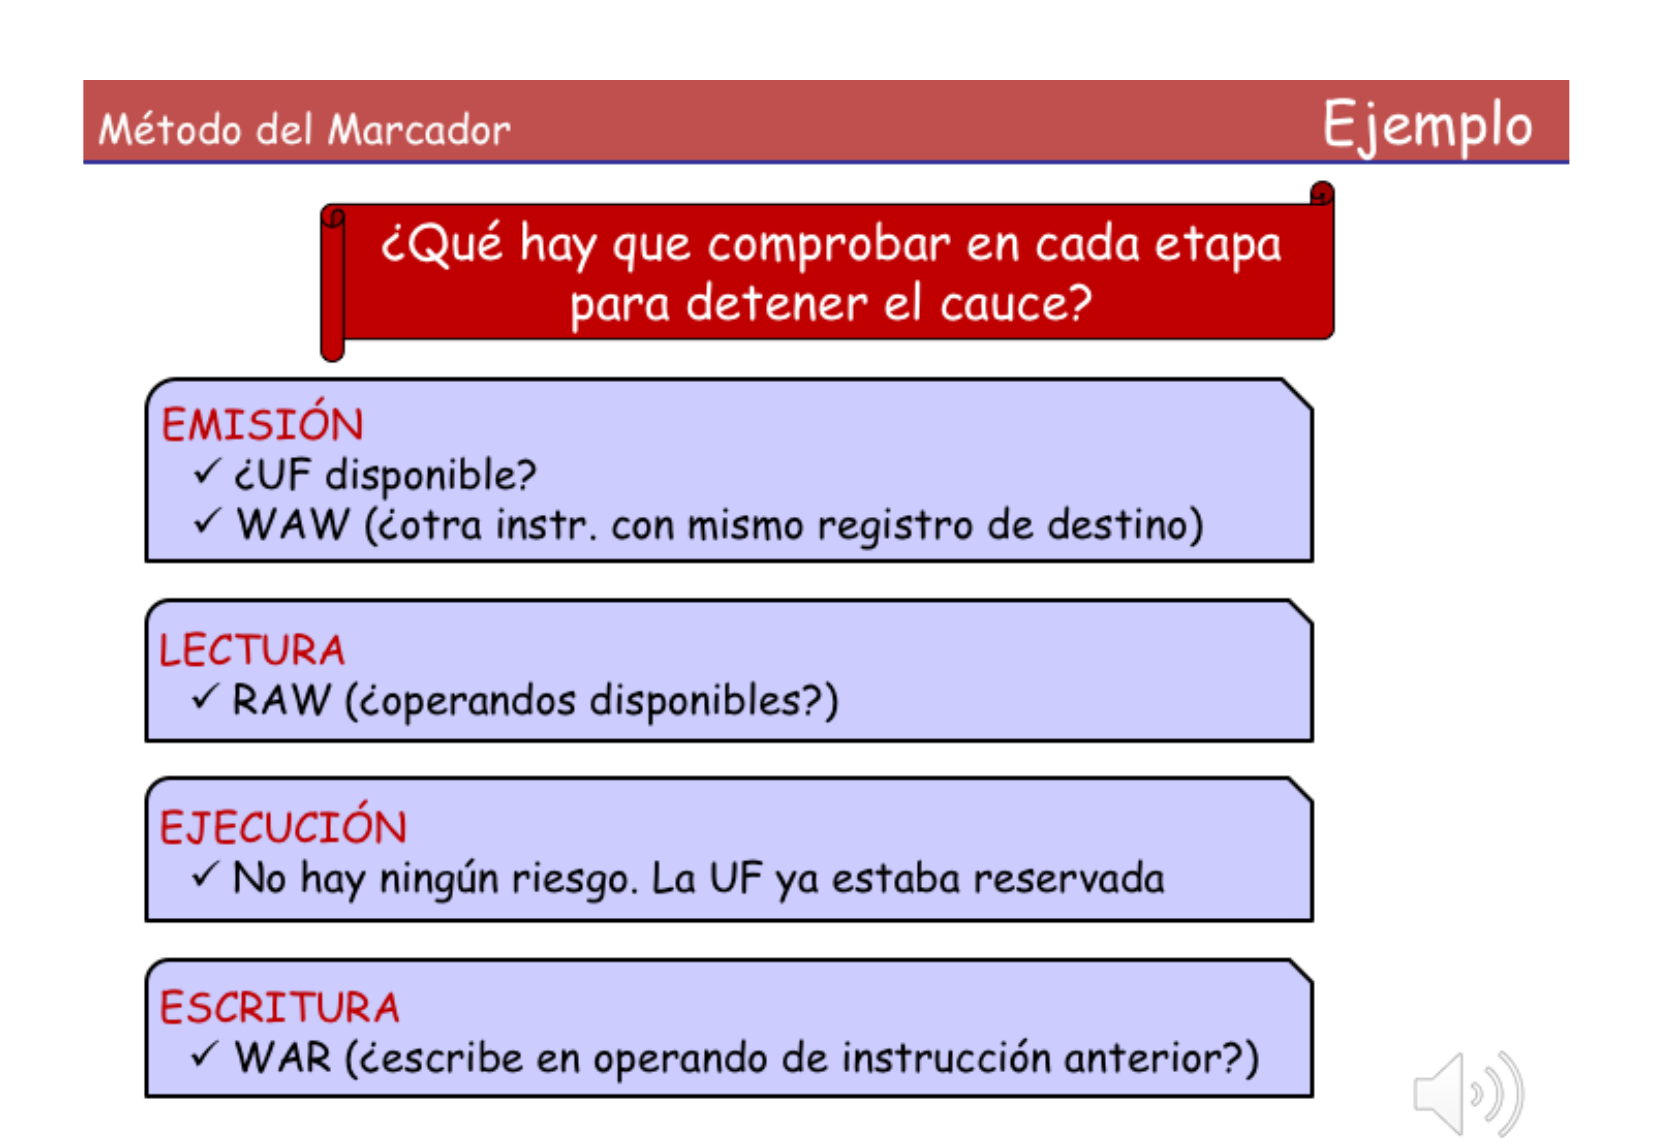 Método del Marcador
Ejemplo
¿Qué hay que comprobar en cada etapa
para detener el cauce?
EMISIÓN
✓ ¿UF disponible?
✓ WAW (¿otra instr. con mismo registro de destino)
LECTURA
✓ RAW (¿operandos disponibles?)
EJECUCIÓN
✓ No hay ningún riesgo. La UF ya estaba reservada
ESCRITURA
✓ WAR (¿escribe en operando de instrucción anterior?)